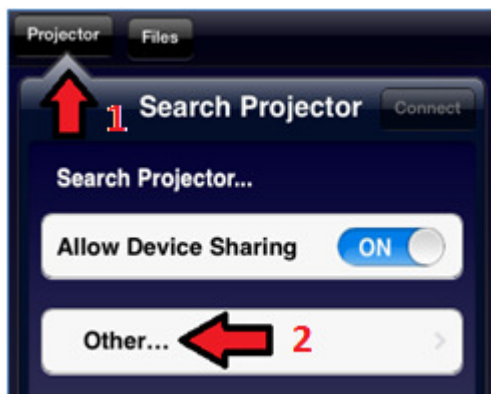 Projector Files
1
Search Projector Connect
Search Projector...
Allow Device Sharing ON
Other... 2